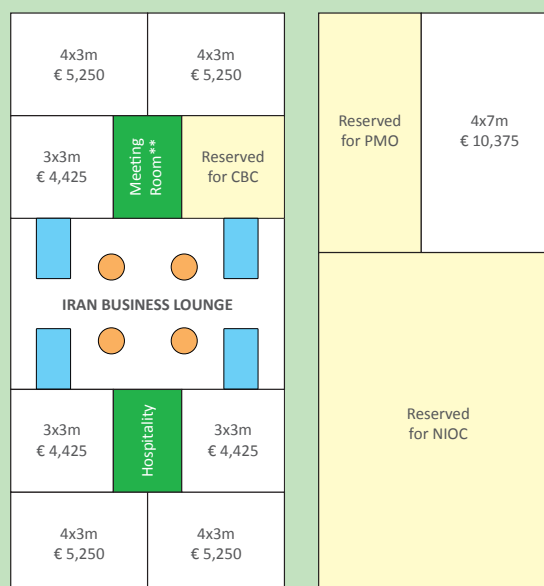 4x3m
€ 5,250
4x3m
€ 5,250
3x3m
€ 4,425
Meeting
Room**
Reserved
for CBC
IRAN BUSINESS LOUNGE
3x3m
€ 4,425
Hospitality
3x3m
€ 4,425
4x3m
€ 5,250
4x3m
€ 5,250
Reserved
for PMO
4x7m
€ 10,375
Reserved
for NIOC